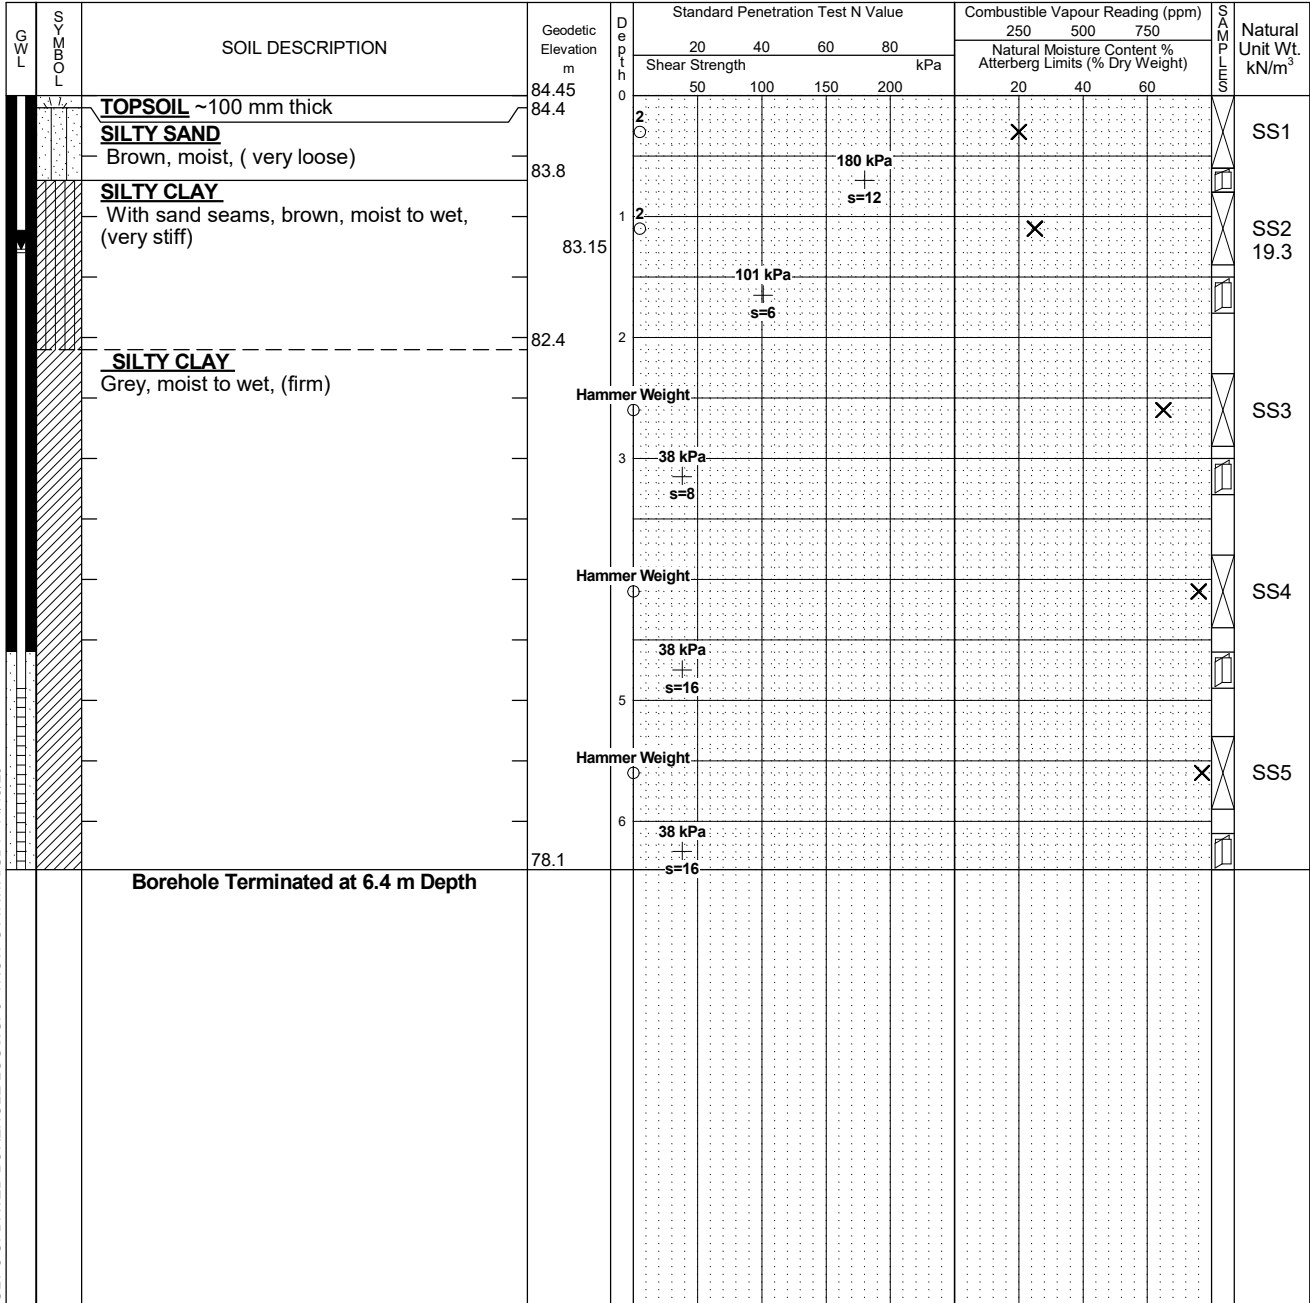 GWL
SYMBOL
SOIL DESCRIPTION
Geodetic
Elevation
m
Depth
Standard Penetration Test N Value
20 40 60 80
Shear Strength kPa
50 100 150 200
Combustible Vapour Reading (ppm)
250 500 750
Natural Moisture Content %
Atterberg Limits (% Dry Weight)
20 40 60
SAMPLES
Natural
Unit Wt.
kN/m³
84.45
0
TOPSOIL ~100 mm thick
84.4
SILTY SAND
Brown, moist, ( very loose)
2
SS1
83.8
180 kPa
s=12
SILTY CLAY
With sand seams, brown, moist to wet,
(very stiff)
1
2
SS2
19.3
83.15
101 kPa
s=6
82.4
2
SILTY CLAY
Grey, moist to wet, (firm)
Hammer Weight
SS3
3
38 kPa
s=8
Hammer Weight
SS4
38 kPa
s=16
5
Hammer Weight
SS5
6
38 kPa
s=16
78.1
Borehole Terminated at 6.4 m Depth